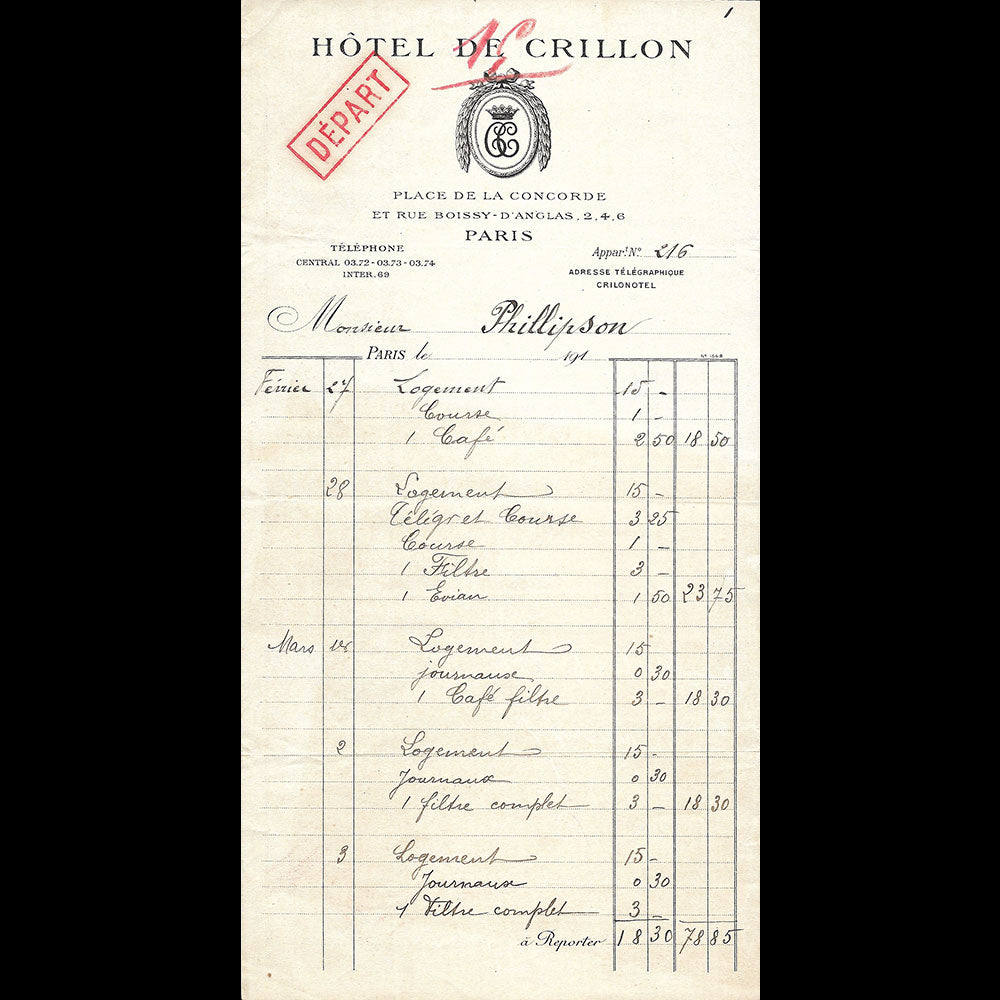 1
HÔTEL DE CRILLON
DÉPART
PLACE DE LA CONCORDE
ET RUE BOISSY-D'ANGLAS, 2, 4, 6
PARIS
TÉLÉPHONE
CENTRAL 03.72 - 03.73 - 03.74
INTER. 69
Appart. N° 216
ADRESSE TÉLÉGRAPHIQUE
CRILONOTEL
Monsieur Phillipson
PARIS le 191
Février 27 Logement 15 -
Course 1 -
1 Café 2 50 18 50
28 Logement 15 -
Télégr et Course 3 25
Course 1 -
1 Filtre 3 -
1 Evian 1 50 23 75
Mars 1er Logement 15
journaux 0 30
1 Café filtre 3 - 18 30
2 Logement 15 -
Journaux 0 30
1 filtre complet 3 - 18 30
3 Logement 15 -
Journaux 0 30
1 Filtre complet 3 -
à Reporter 18 30 78 85